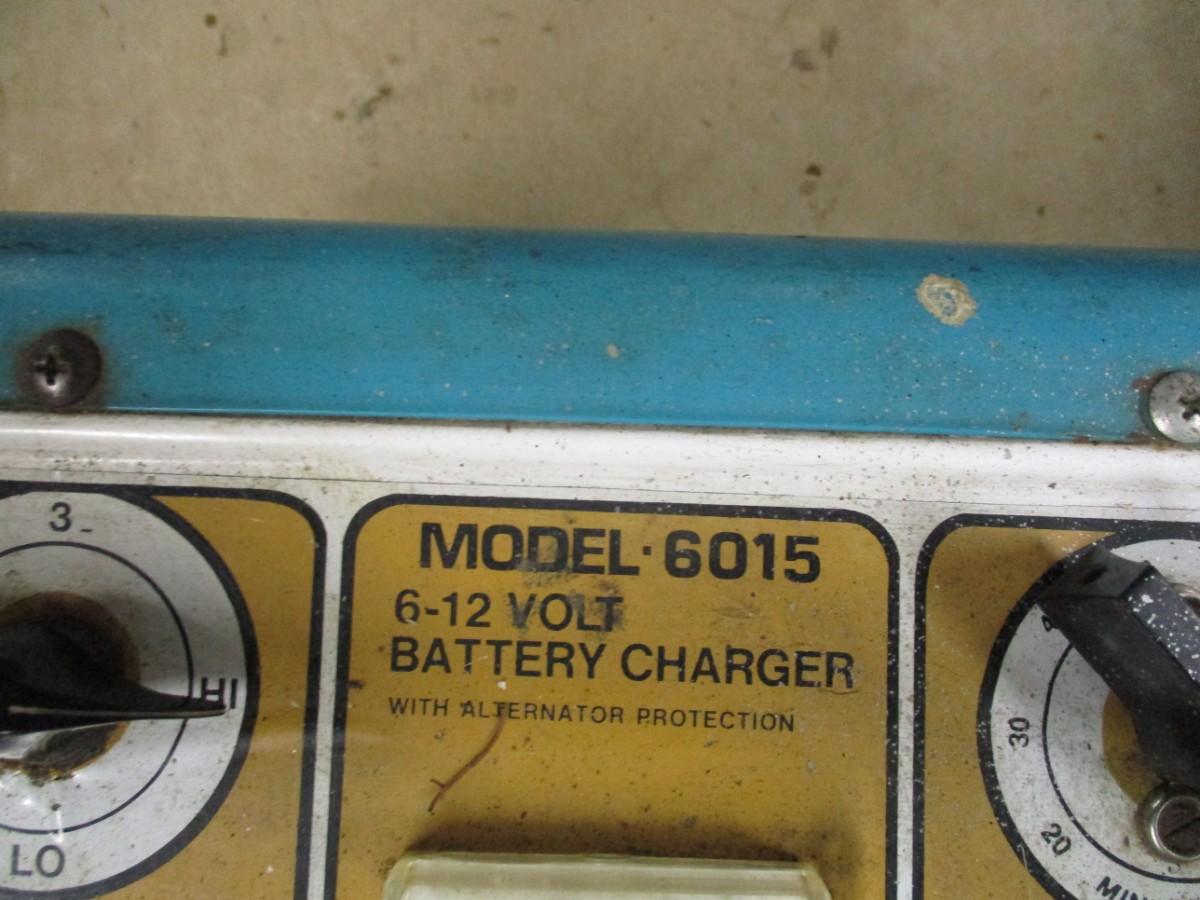 3
HI
LO
MODEL·6015
6-12 VOLT
BATTERY CHARGER
WITH ALTERNATOR PROTECTION
30
20